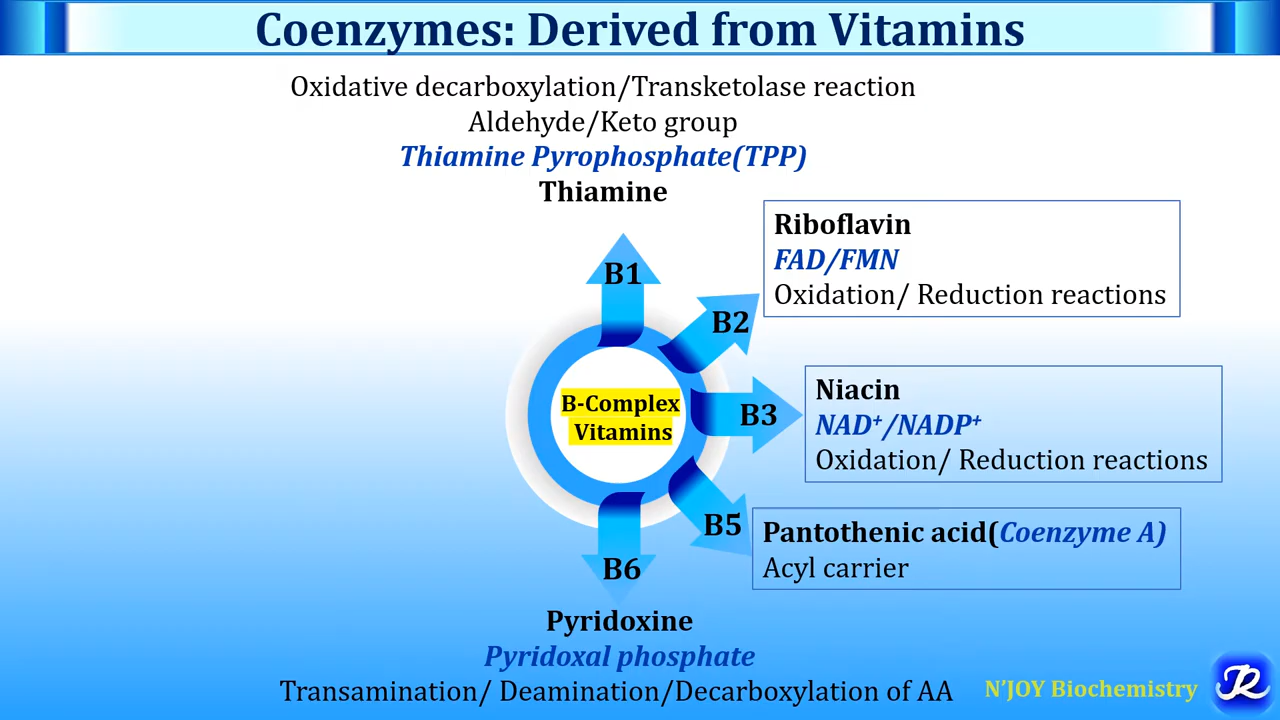 Coenzymes: Derived from Vitamins
Oxidative decarboxylation/Transketolase reaction
Aldehyde/Keto group
Thiamine Pyrophosphate(TPP)
Thiamine
B1
Riboflavin
FAD/FMN
Oxidation/ Reduction reactions
B2
Niacin
NAD⁺/NADP⁺
Oxidation/ Reduction reactions
B3
B-Complex
Vitamins
Pantothenic acid(Coenzyme A)
Acyl carrier
B5
B6
Pyridoxine
Pyridoxal phosphate
Transamination/ Deamination/Decarboxylation of AA
N'JOY Biochemistry